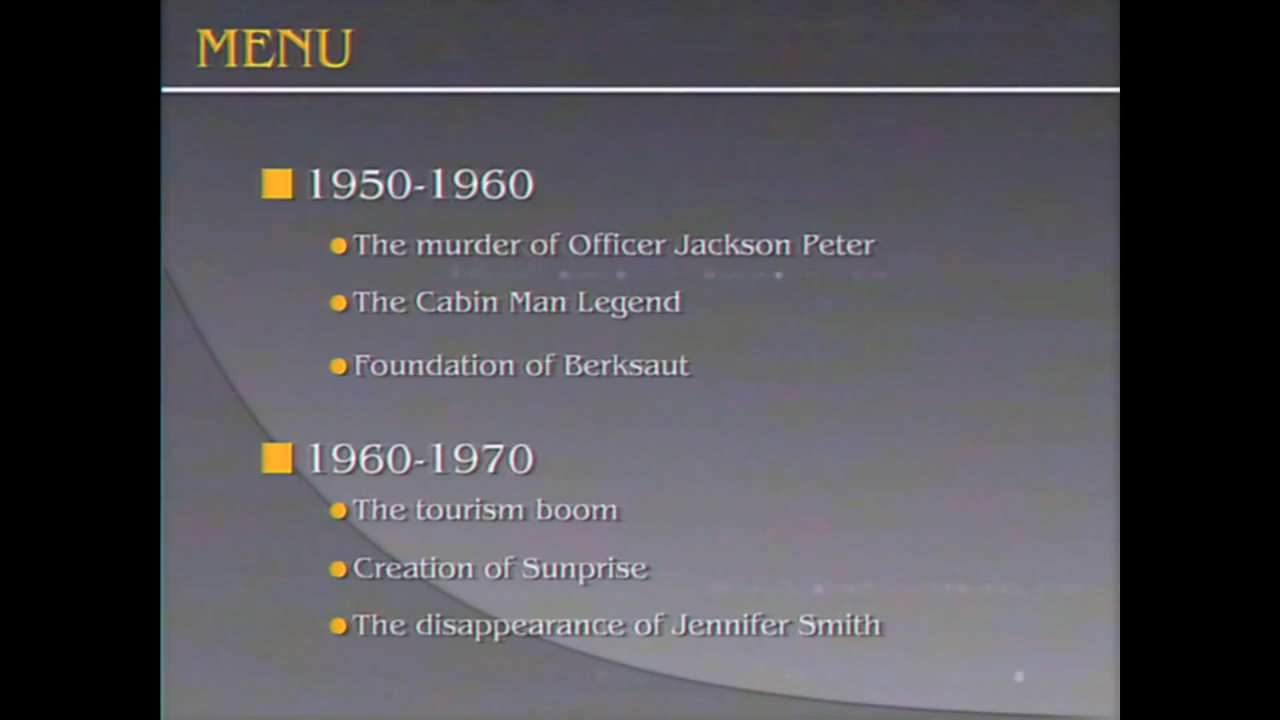 MENU
1950-1960
The murder of Officer Jackson Peter
The Cabin Man Legend
Foundation of Berksaut
1960-1970
The tourism boom
Creation of Sunprise
The disappearance of Jennifer Smith